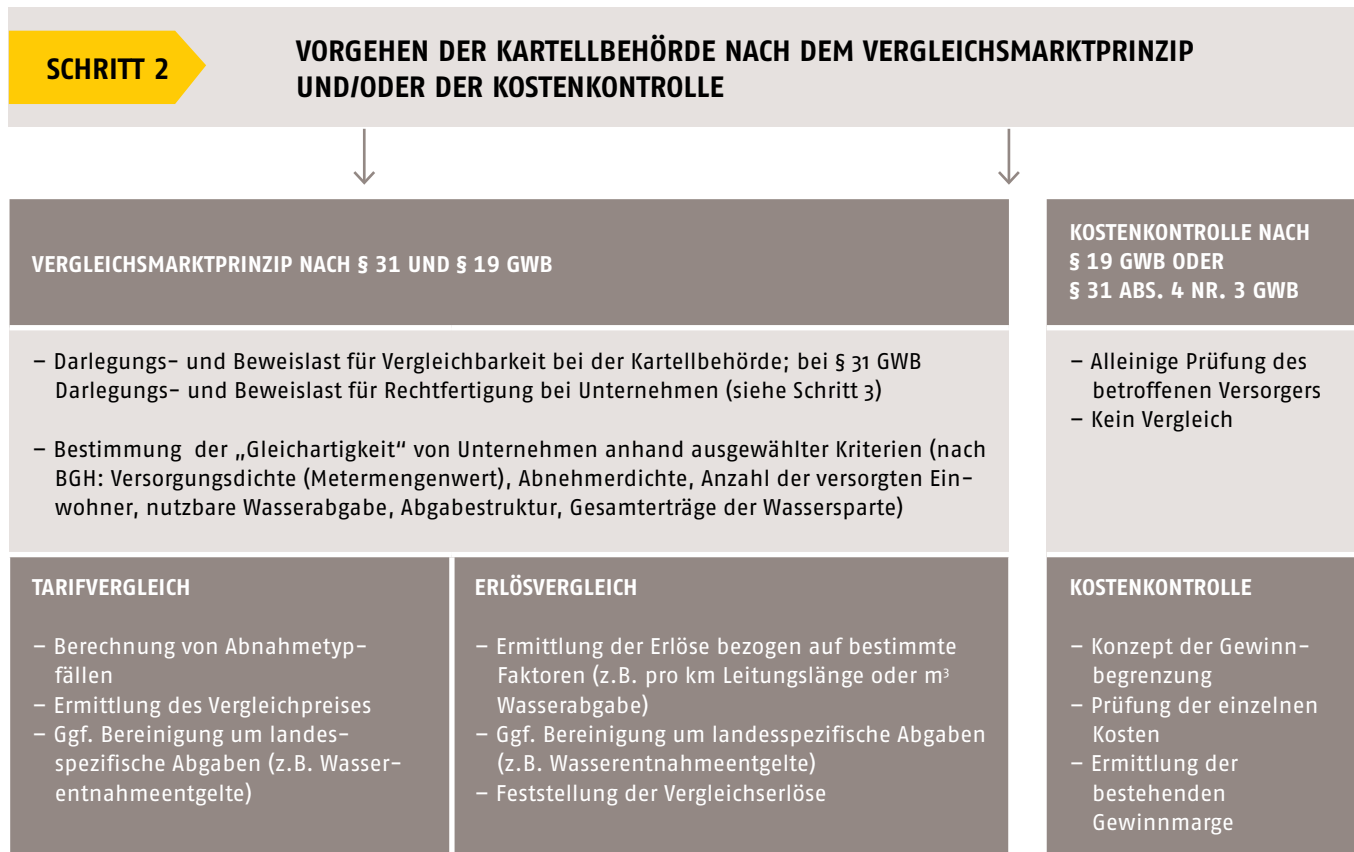 SCHRITT 2
VORGEHEN DER KARTELLBEHÖRDE NACH DEM VERGLEICHSMARKTPRINZIP
UND/ODER DER KOSTENKONTROLLE
VERGLEICHSMARKTPRINZIP NACH § 31 UND § 19 GWB
– Darlegungs- und Beweislast für Vergleichbarkeit bei der Kartellbehörde; bei § 31 GWB
Darlegungs- und Beweislast für Rechtfertigung bei Unternehmen (siehe Schritt 3)
– Bestimmung der „Gleichartigkeit“ von Unternehmen anhand ausgewählter Kriterien (nach
BGH: Versorgungsdichte (Metermengenwert), Abnehmerdichte, Anzahl der versorgten Ein-
wohner, nutzbare Wasserabgabe, Abgabestruktur, Gesamterträge der Wassersparte)
TARIFVERGLEICH
– Berechnung von Abnahmetyp-
fällen
– Ermittlung des Vergleichpreises
– Ggf. Bereinigung um landes-
spezifische Abgaben (z.B. Wasser-
entnahmeentgelte)
ERLÖSVERGLEICH
– Ermittlung der Erlöse bezogen auf bestimmte
Faktoren (z.B. pro km Leitungslänge oder m³
Wasserabgabe)
– Ggf. Bereinigung um landesspezifische Abgaben
(z.B. Wasserentnahmeentgelte)
– Feststellung der Vergleichserlöse
KOSTENKONTROLLE NACH
§ 19 GWB ODER
§ 31 ABS. 4 NR. 3 GWB
– Alleinige Prüfung des
betroffenen Versorgers
– Kein Vergleich
KOSTENKONTROLLE
– Konzept der Gewinn-
begrenzung
– Prüfung der einzelnen
Kosten
– Ermittlung der
bestehenden
Gewinnmarge